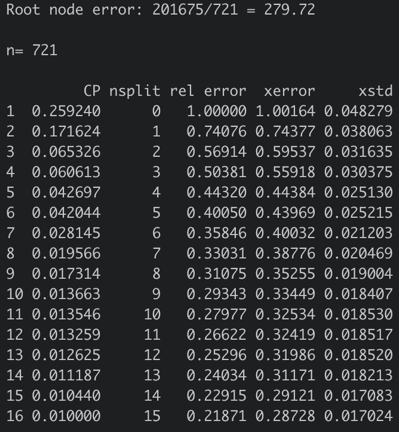 Root node error: 201675/721 = 279.72

n= 721

         CP nsplit rel error  xerror     xstd
1  0.259240      0   1.00000 1.00164 0.048279
2  0.171624      1   0.74076 0.74377 0.038063
3  0.065326      2   0.56914 0.59537 0.031635
4  0.060613      3   0.50381 0.55918 0.030375
5  0.042697      4   0.44320 0.44384 0.025130
6  0.042044      5   0.40050 0.43969 0.025215
7  0.028145      6   0.35846 0.40032 0.021203
8  0.019566      7   0.33031 0.38776 0.020469
9  0.017314      8   0.31075 0.35255 0.019004
10 0.013663      9   0.29343 0.33449 0.018407
11 0.013546     10   0.27977 0.32534 0.018530
12 0.013259     11   0.26622 0.32419 0.018517
13 0.012625     12   0.25296 0.31986 0.018520
14 0.011187     13   0.24034 0.31171 0.018213
15 0.010440     14   0.22915 0.29121 0.017083
16 0.010000     15   0.21871 0.28728 0.017024